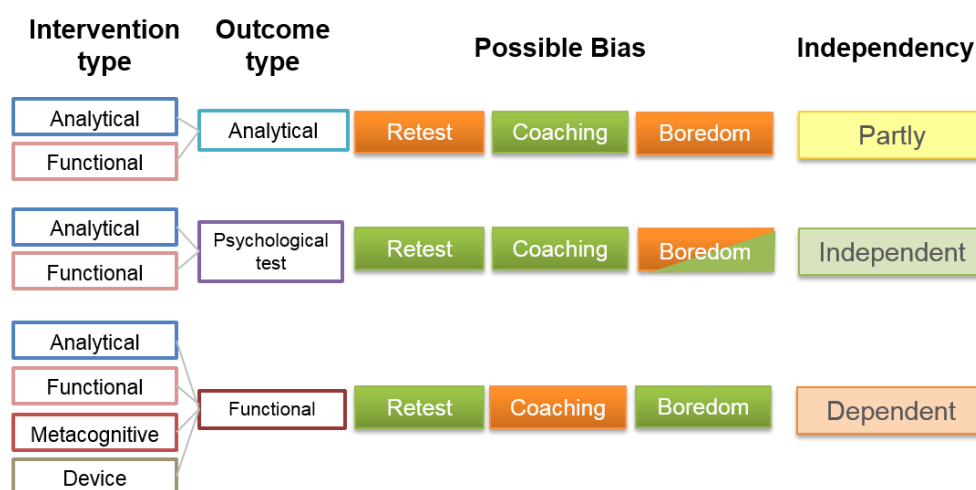 Intervention
type
Outcome
type
Possible Bias
Independency
Analytical
Functional
Analytical
Retest
Coaching
Boredom
Partly
Analytical
Functional
Psychological
test
Retest
Coaching
Boredom
Independent
Analytical
Functional
Metacognitive
Device
Functional
Retest
Coaching
Boredom
Dependent